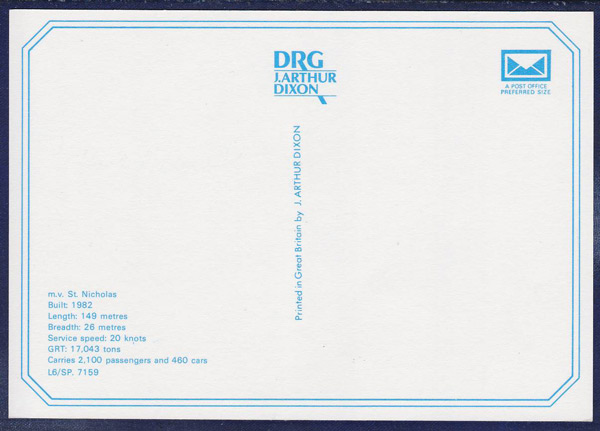 DRG
J.ARTHUR
DIXON
A POST OFFICE
PREFERRED SIZE
Printed in Great Britain by J. ARTHUR DIXON
m.v. St. Nicholas
Built: 1982
Length: 149 metres
Breadth: 26 metres
Service speed: 20 knots
GRT: 17,043 tons
Carries 2,100 passengers and 460 cars
L6/SP. 7159